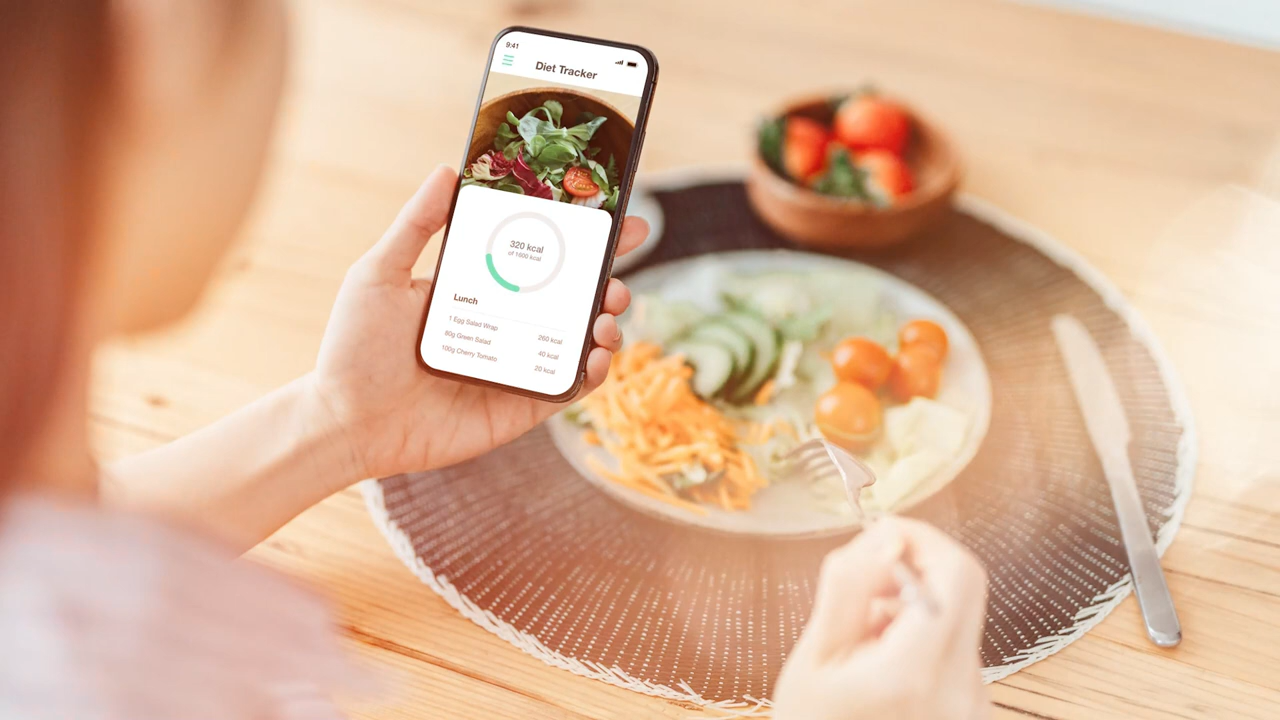 9:41
Diet Tracker
320 kcal
of 1600 kcal
Lunch
1 Egg Salad Wrap 260 kcal
80g Green Salad 40 kcal
100g Cherry Tomato 20 kcal